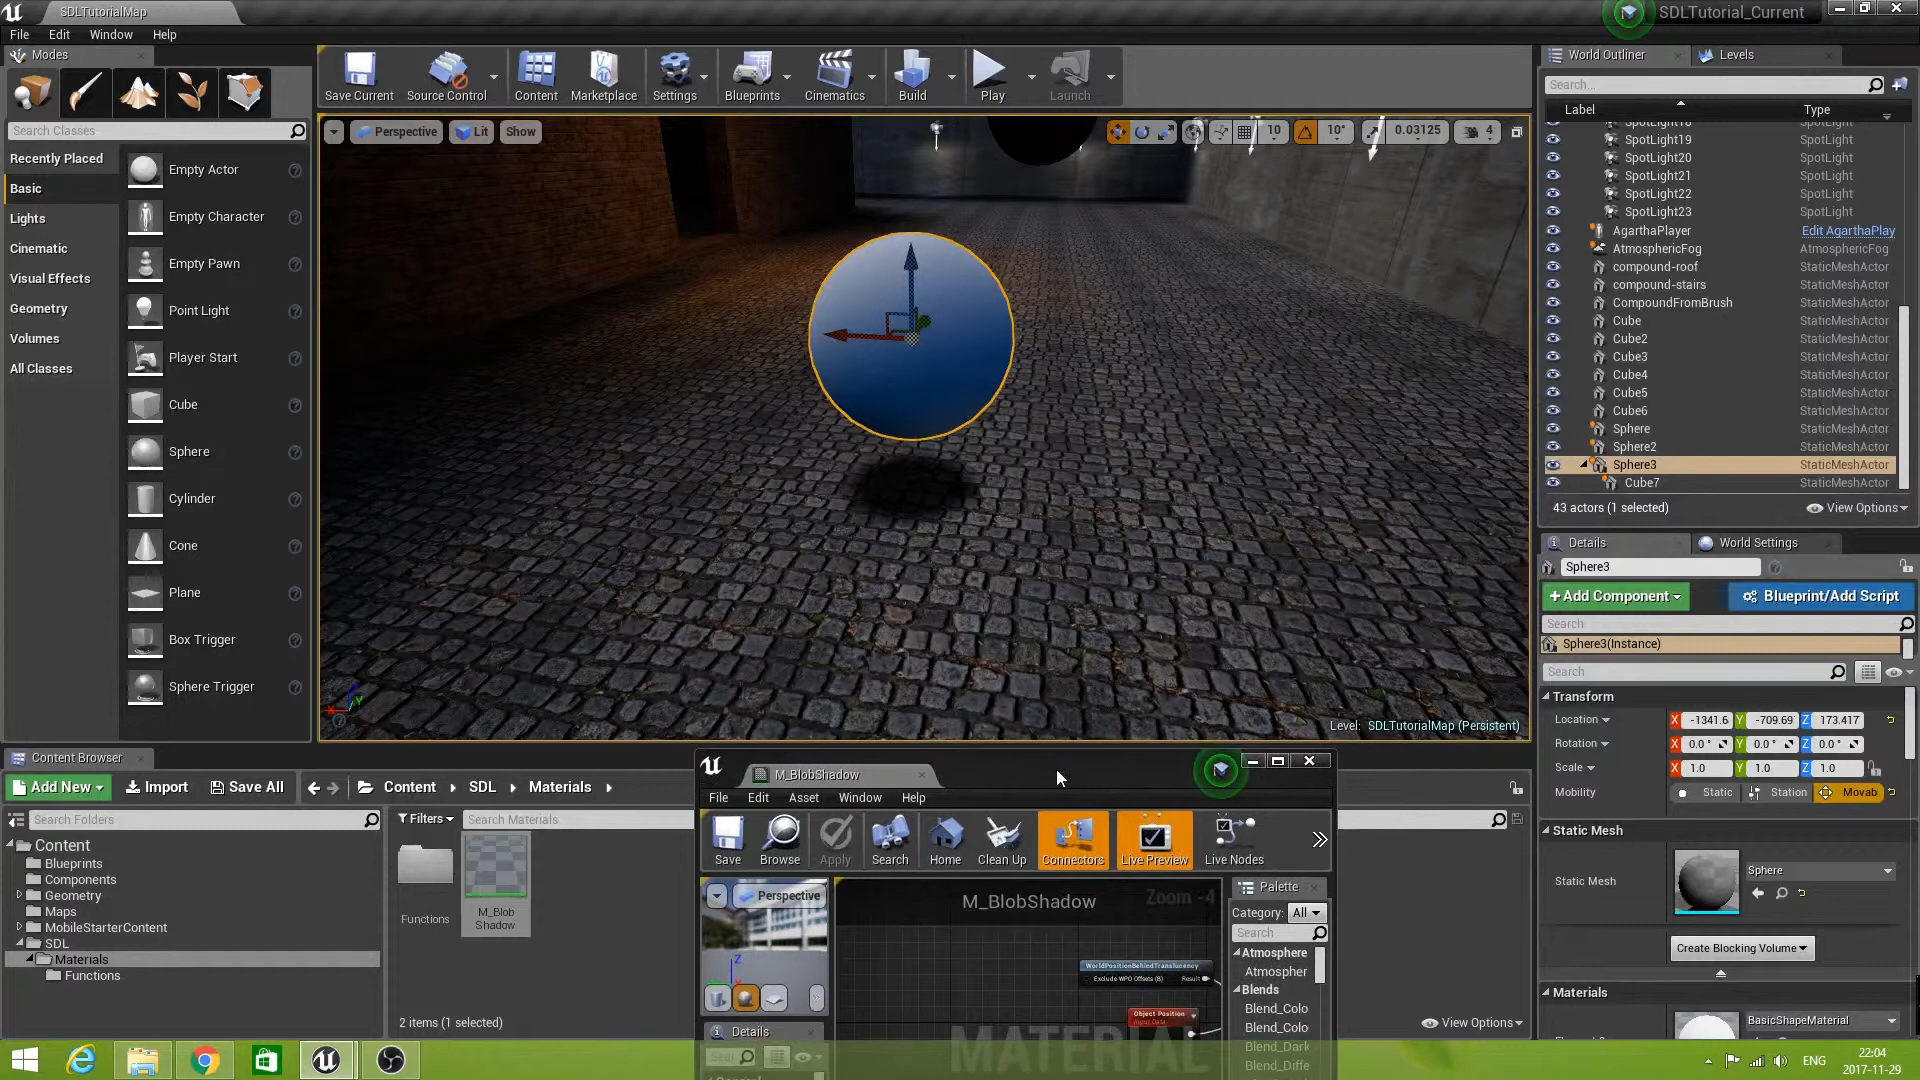 SDLTutorialMap
SDLTutorial_Current
File Edit Window Help
Modes
Search Classes
Recently Placed
Basic
Lights
Cinematic
Visual Effects
Geometry
Volumes
All Classes
Empty Actor
Empty Character
Empty Pawn
Point Light
Player Start
Cube
Sphere
Cylinder
Cone
Plane
Box Trigger
Sphere Trigger
Save Current
Source Control
Content
Marketplace
Settings
Blueprints
Cinematics
Build
Play
Launch
Perspective Lit Show
10 10° 0.03125 4
Level: SDLTutorialMap (Persistent)
World Outliner Levels
Search...
Label Type
SpotLight18 SpotLight
SpotLight19 SpotLight
SpotLight20 SpotLight
SpotLight21 SpotLight
SpotLight22 SpotLight
SpotLight23 SpotLight
AgarthaPlayer Edit AgarthaPlay
AtmosphericFog AtmosphericFog
compound-roof StaticMeshActor
compound-stairs StaticMeshActor
CompoundFromBrush StaticMeshActor
Cube StaticMeshActor
Cube2 StaticMeshActor
Cube3 StaticMeshActor
Cube4 StaticMeshActor
Cube5 StaticMeshActor
Cube6 StaticMeshActor
Sphere StaticMeshActor
Sphere2 StaticMeshActor
Sphere3 StaticMeshActor
Cube7 StaticMeshActor
43 actors (1 selected) View Options
Details World Settings
Sphere3
+Add Component Blueprint/Add Script
Search
Sphere3(Instance)
Search
Transform
Location X -1341.6 Y -709.69 Z 173.417
Rotation X 0.0 ° Y 0.0 ° Z 0.0 °
Scale X 1.0 Y 1.0 Z 1.0
Mobility Static Station Movab
Static Mesh
Static Mesh Sphere
Create Blocking Volume
Materials
BasicShapeMaterial
Content Browser
Add New Import Save All Content SDL Materials
Search Folders
Filters Search Materials
Content
Blueprints
Components
Geometry
Maps
MobileStarterContent
SDL
Materials
Functions
Functions
M_Blob
Shadow
2 items (1 selected)
View Options
M_BlobShadow
File Edit Asset Window Help
Save Browse Apply Search Home Clean Up Connectors Live Preview Live Nodes
Perspective
Z
M_BlobShadow
Zoom -4
WorldPositionBehindTranslucency
Exclude WPO Offsets (B) Result
Object Position
Input Data
MATERIAL
Details
Palette
Category: All
Search
Atmosphere
Atmospher
Blends
Blend_Colo
Blend_Colo
Blend_Dark
Blend_Diffe
ENG
22:04
2017-11-29